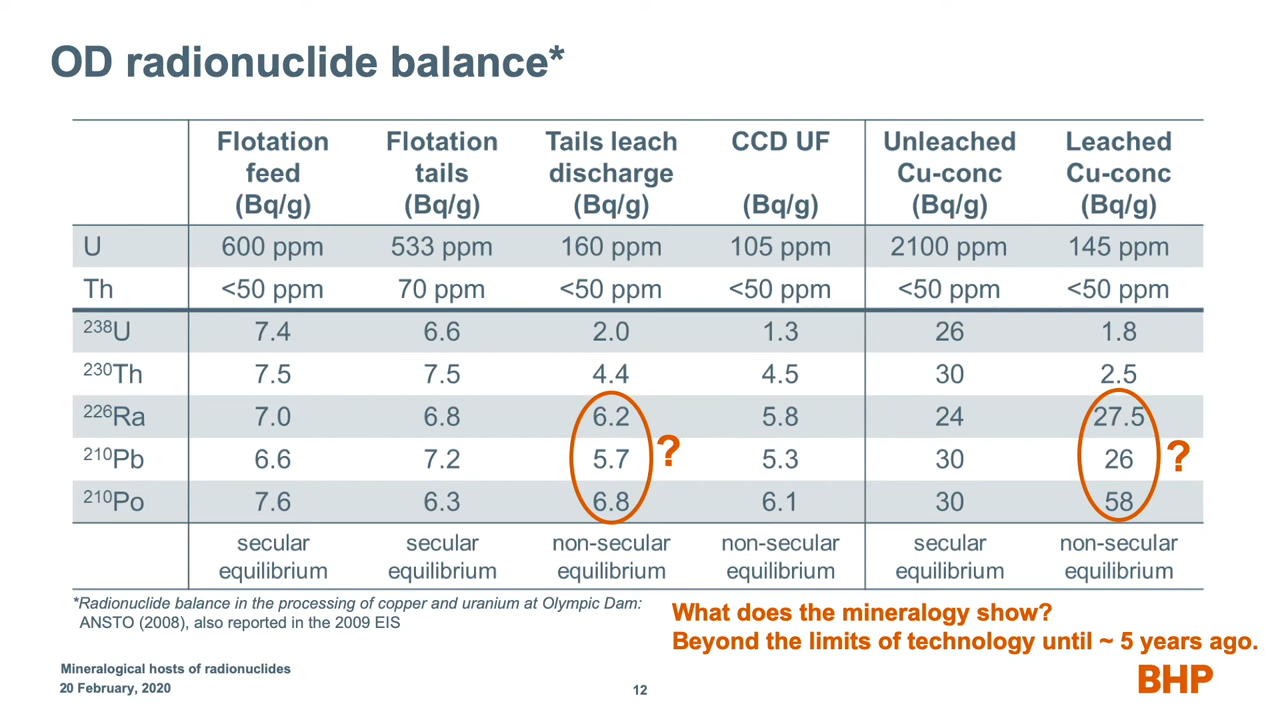 OD radionuclide balance*
Flotation feed (Bq/g) Flotation tails (Bq/g) Tails leach discharge (Bq/g) CCD UF (Bq/g) Unleached Cu-conc (Bq/g) Leached Cu-conc (Bq/g)
U 600 ppm 533 ppm 160 ppm 105 ppm 2100 ppm 145 ppm
Th <50 ppm 70 ppm <50 ppm <50 ppm <50 ppm <50 ppm
²³⁸U 7.4 6.6 2.0 1.3 26 1.8
²³⁰Th 7.5 7.5 4.4 4.5 30 2.5
²²⁶Ra 7.0 6.8 6.2 5.8 24 27.5
²¹⁰Pb 6.6 7.2 5.7 ? 5.3 30 26 ?
²¹⁰Po 7.6 6.3 6.8 6.1 30 58
secular equilibrium secular equilibrium non-secular equilibrium non-secular equilibrium secular equilibrium non-secular equilibrium
*Radionuclide balance in the processing of copper and uranium at Olympic Dam:
ANSTO (2008), also reported in the 2009 EIS
What does the mineralogy show?
Beyond the limits of technology until ~ 5 years ago.
Mineralogical hosts of radionuclides
20 February, 2020
12
BHP